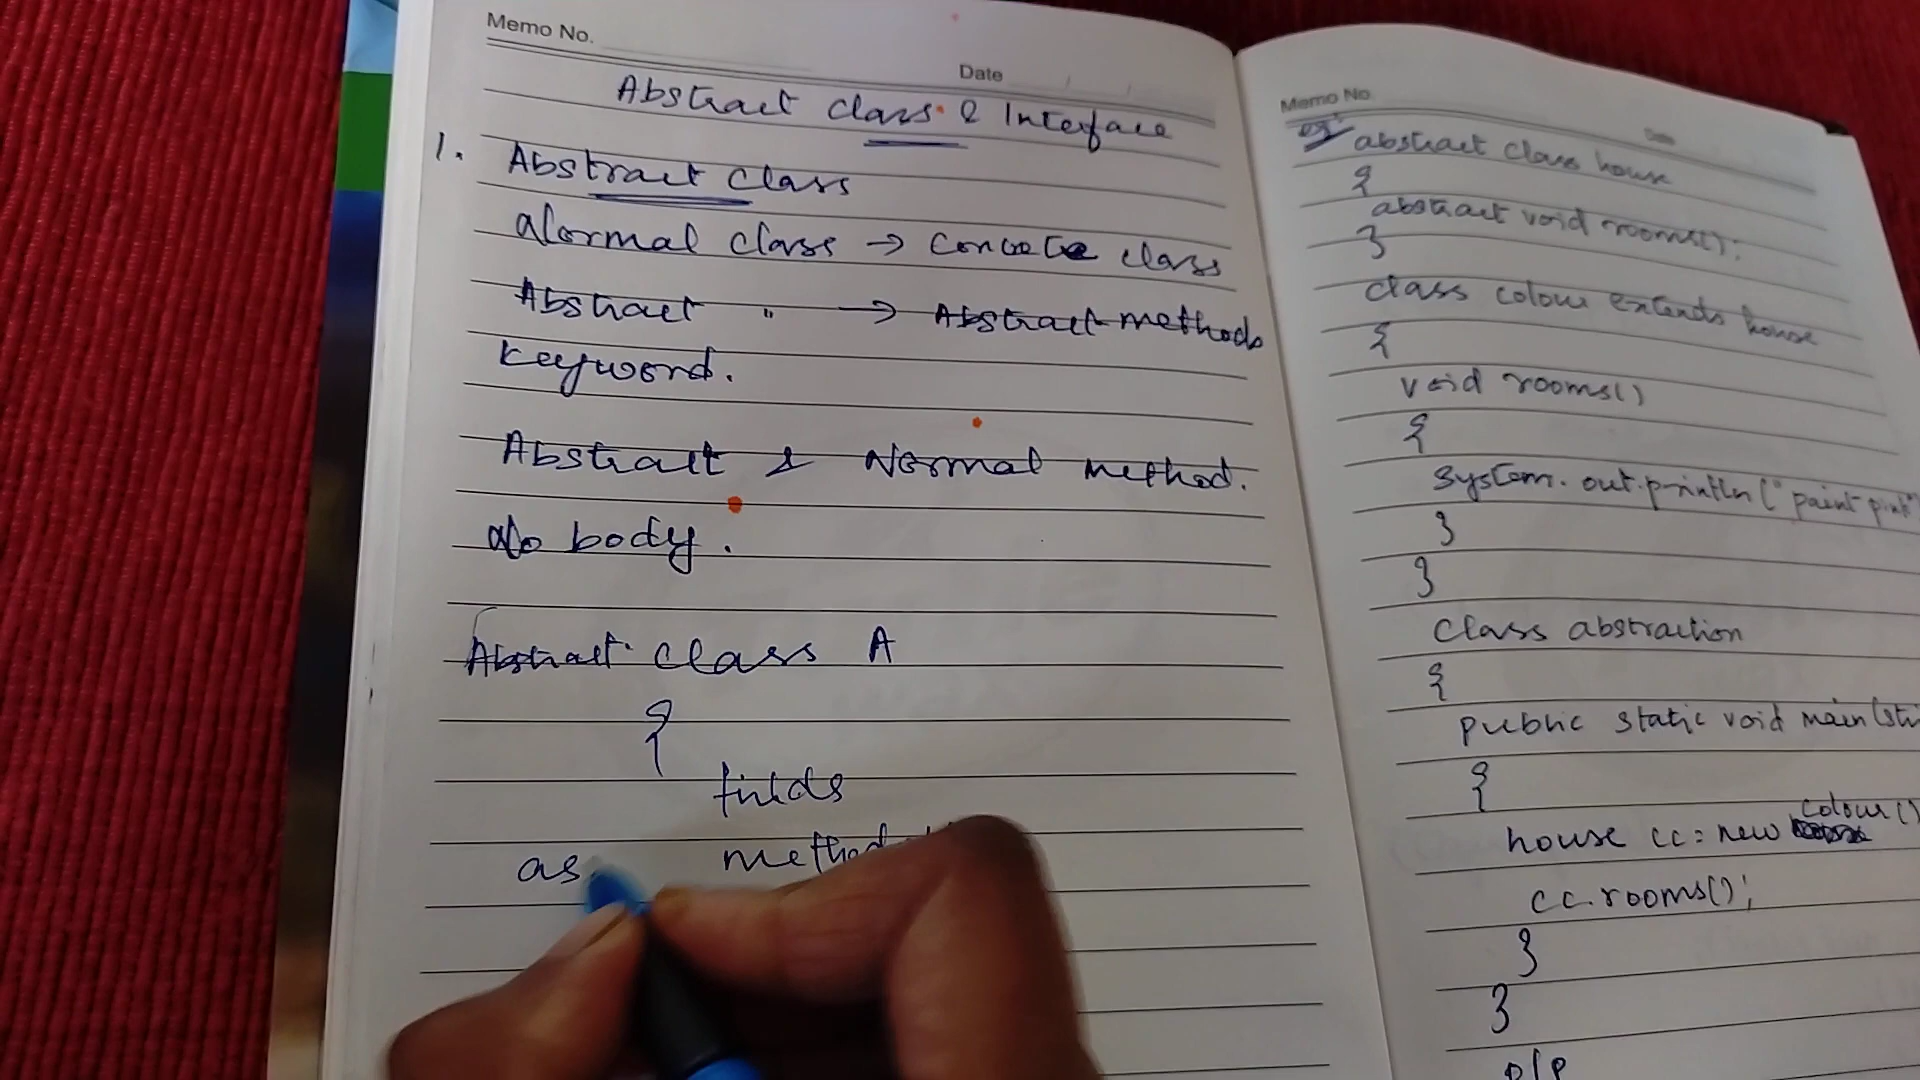 Memo No.
Date
Abstract class & Interface
1. Abstract class
Normal class → Concrete class
Abstract " → Abstract methods
keyword.
Abstract & Normal method.
No body.
Abstract class A
{
fields
as
Memo No.
Date
eg:
abstract class house
{
abstract void rooms();
}
class colour extends house
{
void rooms()
{
System.out.println("paint pink"
}
}
class abstraction
{
public static void main(stri
{
colour()
house cc = new
cc.rooms();
}
}
o/p